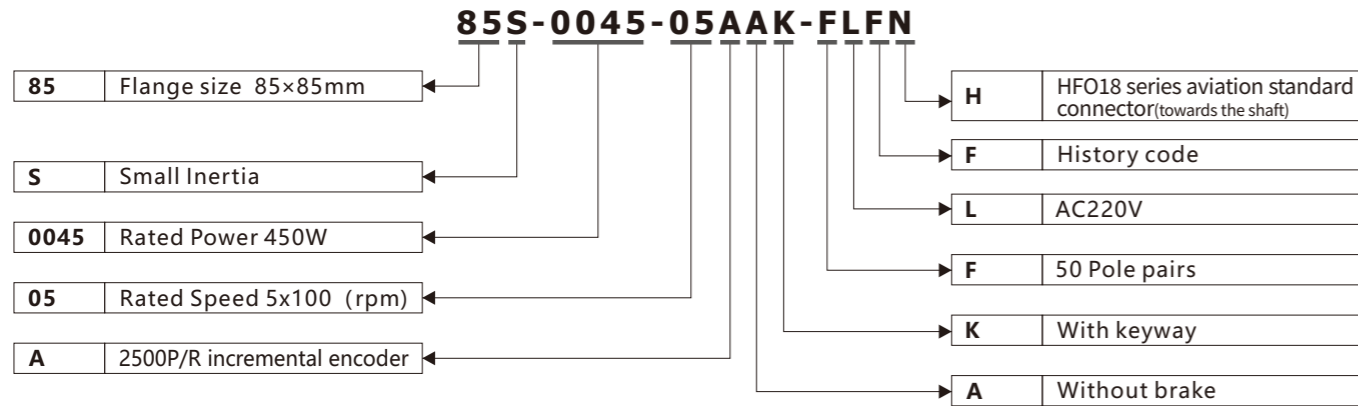 85S-0045-05AAK-FLFN
85 Flange size 85×85mm
S Small Inertia
0045 Rated Power 450W
05 Rated Speed 5x100 (rpm)
A 2500P/R incremental encoder
H HFO18 series aviation standard
connector(towards the shaft)
F History code
L AC220V
F 50 Pole pairs
K With keyway
A Without brake